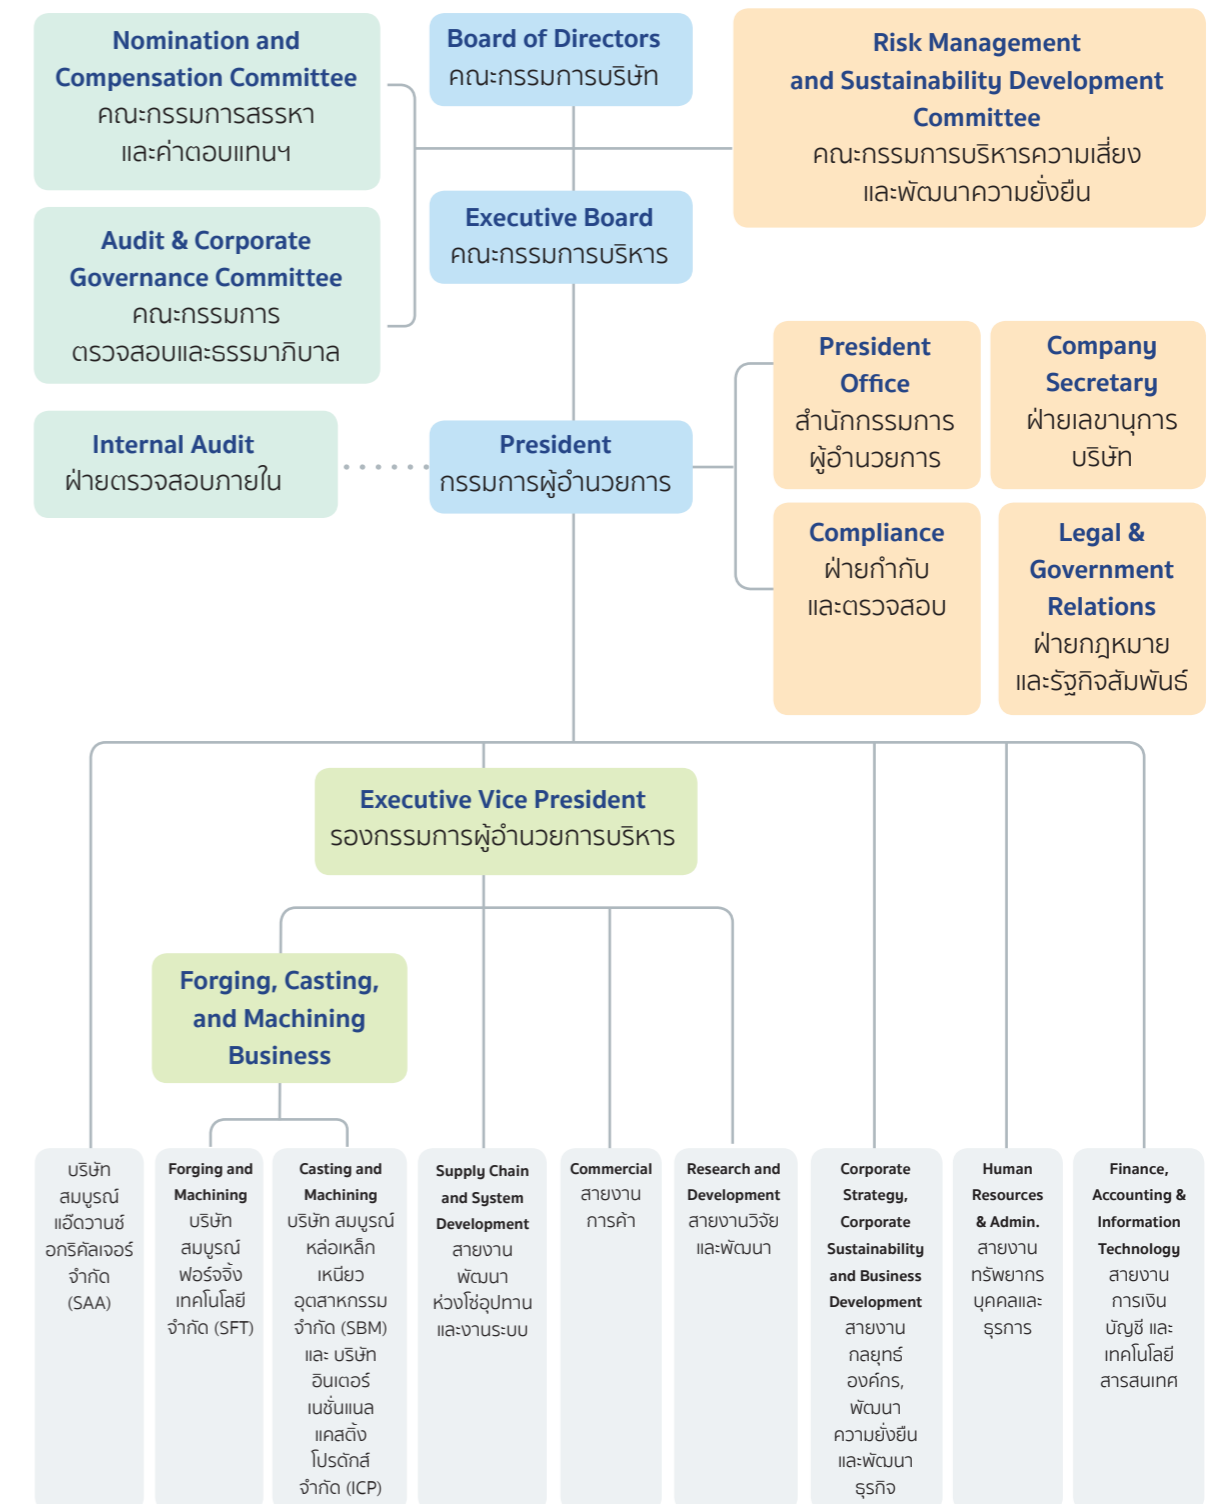 Nomination and
Compensation Committee
คณะกรรมการสรรหา
และค่าตอบแทนฯ
Board of Directors
คณะกรรมการบริษัท
Risk Management
and Sustainability Development
Committee
คณะกรรมการบริหารความเสี่ยง
และพัฒนาความยั่งยืน
Executive Board
คณะกรรมการบริหาร
Audit & Corporate
Governance Committee
คณะกรรมการ
ตรวจสอบและธรรมาภิบาล
President
Office
สำนักกรรมการ
ผู้อำนวยการ
Company
Secretary
ฝ่ายเลขานุการ
บริษัท
Internal Audit
ฝ่ายตรวจสอบภายใน
President
กรรมการผู้อำนวยการ
Compliance
ฝ่ายกำกับ
และตรวจสอบ
Legal &
Government
Relations
ฝ่ายกฎหมาย
และรัฐกิจสัมพันธ์
Executive Vice President
รองกรรมการผู้อำนวยการบริหาร
Forging, Casting,
and Machining
Business
บริษัท
สมบูรณ์
แอ๊ดวานซ์
อกริคัลเจอร์
จำกัด
(SAA)
Forging and
Machining
บริษัท
สมบูรณ์
ฟอร์จจิ้ง
เทคโนโลยี
จำกัด (SFT)
Casting and
Machining
บริษัท สมบูรณ์
หล่อเหล็ก
เหนียว
อุตสาหกรรม
จำกัด (SBM)
และ บริษัท
อินเตอร์
เนชั่นแนล
แคสติ้ง
โปรดักส์
จำกัด (ICP)
Supply Chain
and System
Development
สายงาน
พัฒนา
ห่วงโซ่อุปทาน
และงานระบบ
Commercial
สายงาน
การค้า
Research and
Development
สายงานวิจัย
และพัฒนา
Corporate
Strategy,
Corporate
Sustainability
and Business
Development
สายงาน
กลยุทธ์
องค์กร,
พัฒนา
ความยั่งยืน
และพัฒนา
ธุรกิจ
Human
Resources
& Admin.
สายงาน
ทรัพยากร
บุคคลและ
ธุรการ
Finance,
Accounting &
Information
Technology
สายงาน
การเงิน
บัญชี และ
เทคโนโลยี
สารสนเทศ